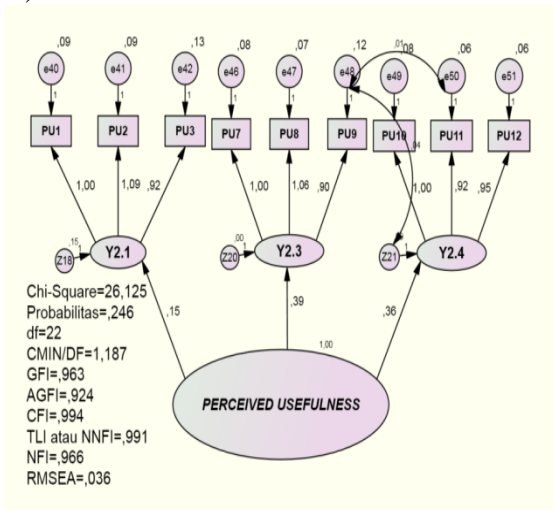 ,09 ,09 ,13 ,08 ,07 ,12 ,01 ,08 ,06 ,06
e40 e41 e42 e46 e47 e48 e49 e50 e51
1 1 1 1 1 1 1 1 1
PU1 PU2 PU3 PU7 PU8 PU9 PU10 PU11 PU12
,04
1,00 1,09 ,92 1,00 1,06 ,90 1,00 ,92 ,95
,15 ,00
Z18 1 Y2.1 Z20 1 Y2.3 Z21 1 Y2.4
Chi-Square=26,125
Probabilitas=,246
df=22
CMIN/DF=1,187
GFI=,963
AGFI=,924
CFI=,994
TLI atau NNFI=,991
NFI=,966
RMSEA=,036
,15 ,39 ,36
1,00
PERCEIVED USEFULNESS